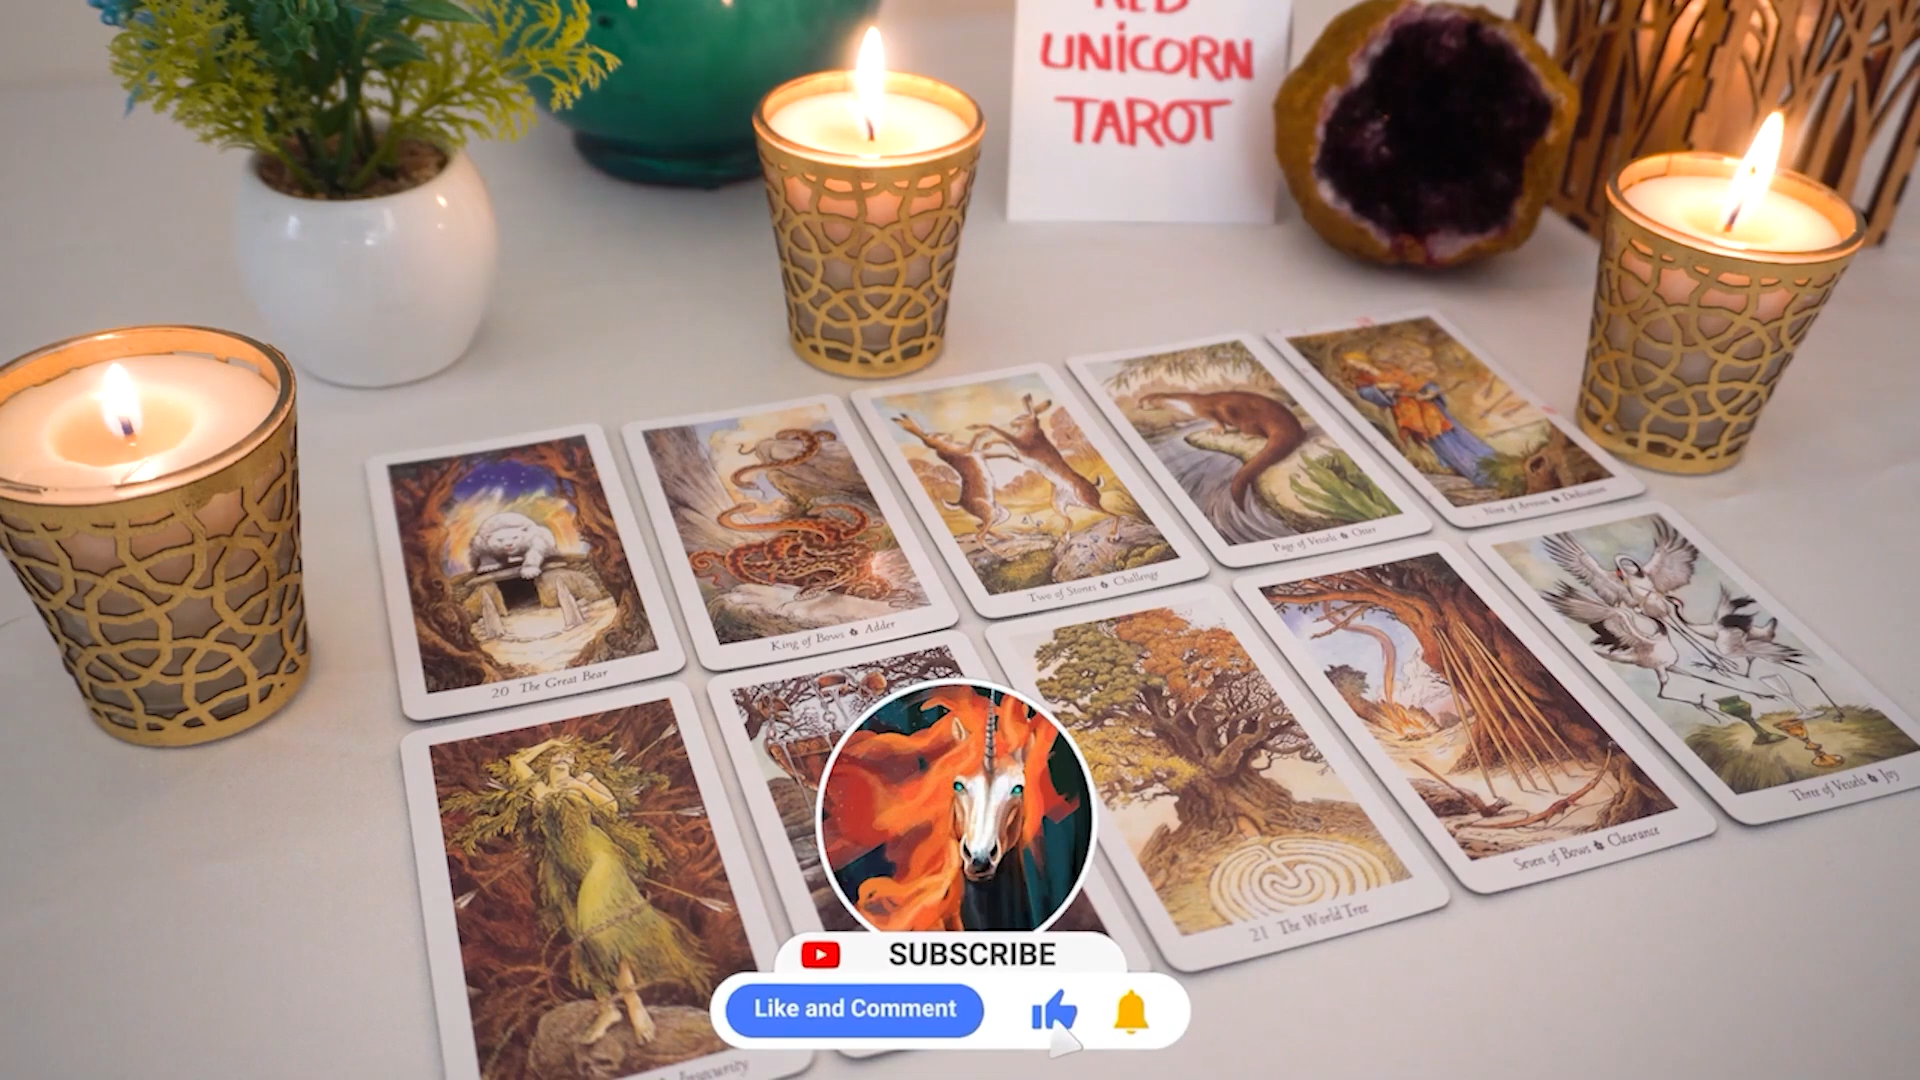 RED
UNiCORN
TAROT
Nine of Arrows Dedication
Page of Vessels Otter
Two of Stones Challenge
King of Bows Adder
20 The Great Bear
Three of Vessels Joy
Seven of Bows Clearance
21 The World Tree
Insecurity
SUBSCRIBE
Like and Comment